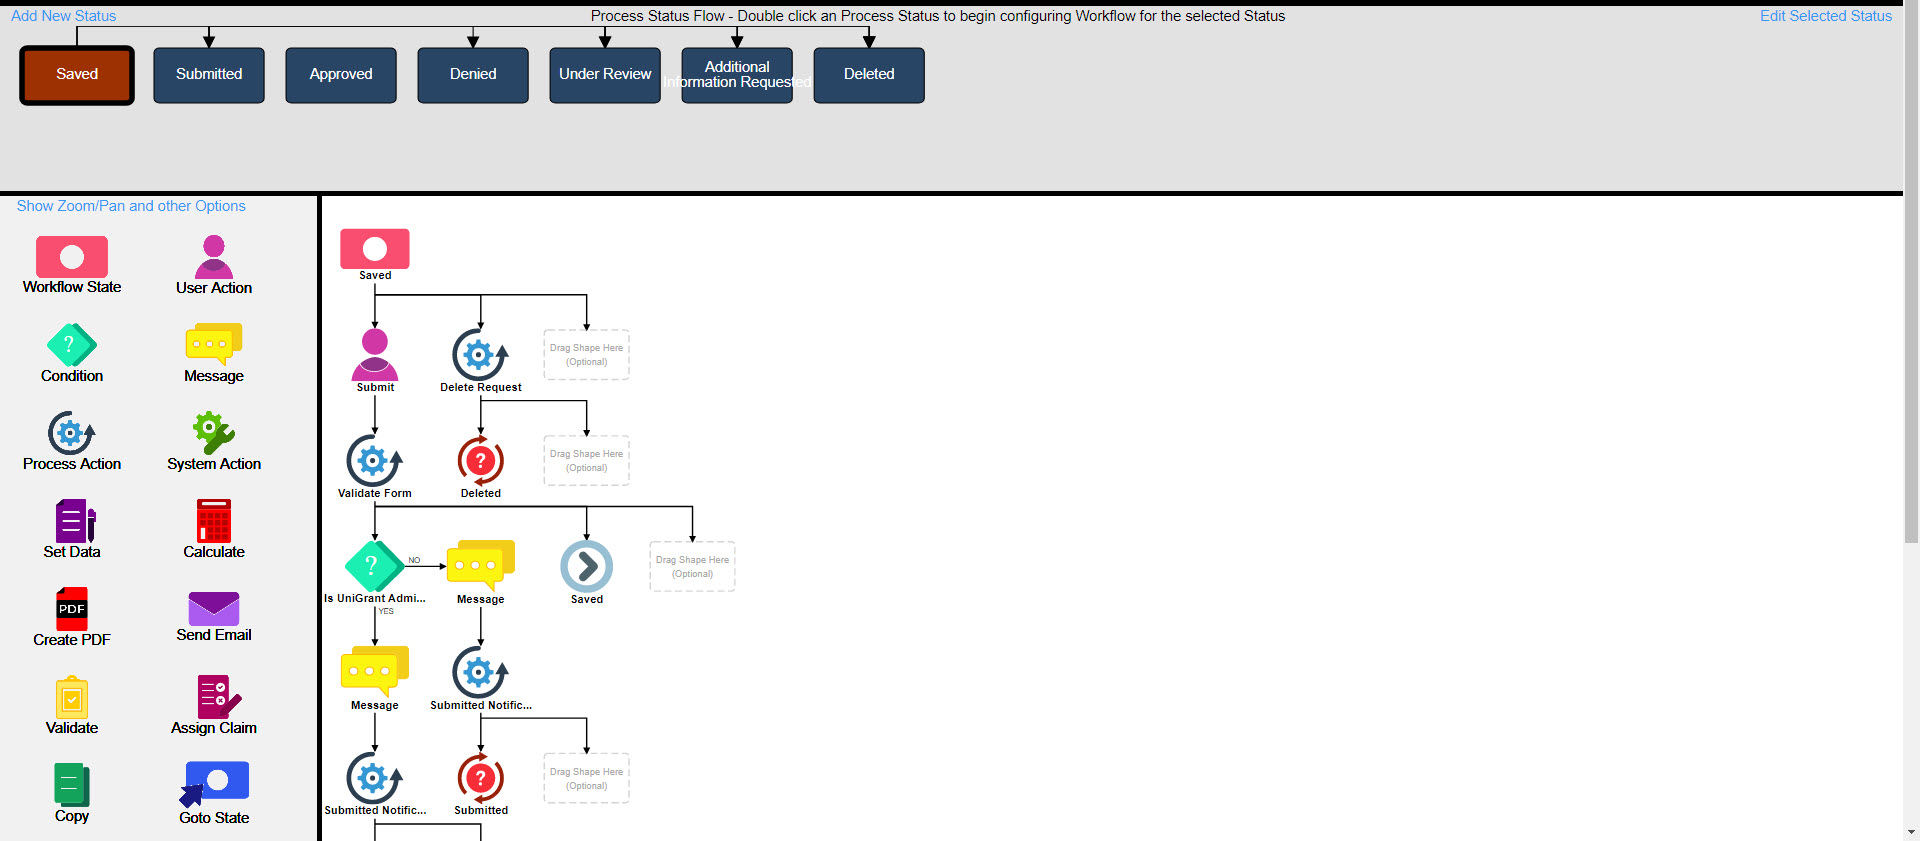 Add New Status
Process Status Flow - Double click an Process Status to begin configuring Workflow for the selected Status
Edit Selected Status
Saved
Submitted
Approved
Denied
Under Review
Additional
Information Requested
Deleted
Show Zoom/Pan and other Options
Workflow State
User Action
Condition
Message
Process Action
System Action
Set Data
Calculate
PDF
Create PDF
Send Email
Validate
Assign Claim
Copy
Goto State
Saved
Submit
Delete Request
Drag Shape Here
(Optional)
Validate Form
Deleted
Drag Shape Here
(Optional)
NO
Is UniGrant Admi...
Message
Saved
Drag Shape Here
(Optional)
YES
Message
Submitted Notific...
Submitted Notific...
Submitted
Drag Shape Here
(Optional)